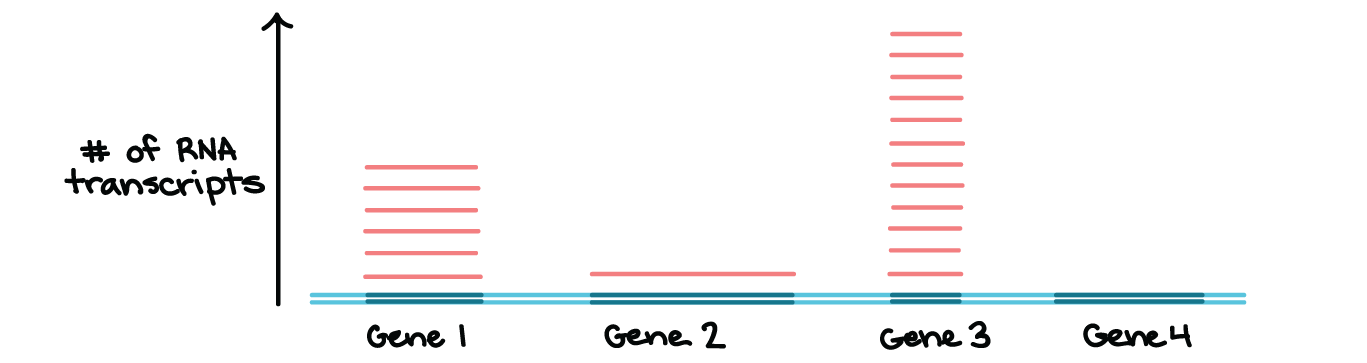 # of RNA
transcripts
Gene 1
Gene 2
Gene 3
Gene 4